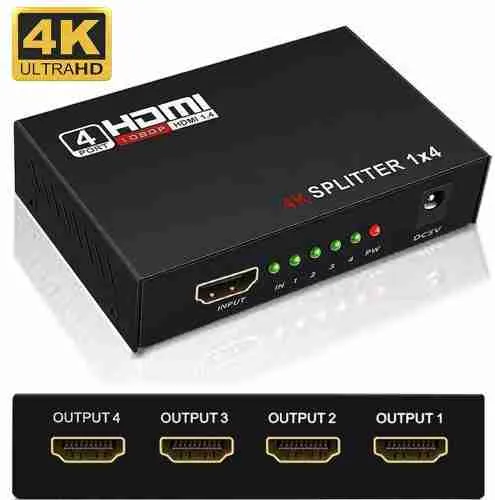 4K
ULTRAHD
4 PORT HDMI
1080P HDMI 1.4
4K SPLITTER 1x4
DC5V
INPUT
IN 1 2 3 4 PW
OUTPUT 4 OUTPUT 3 OUTPUT 2 OUTPUT 1